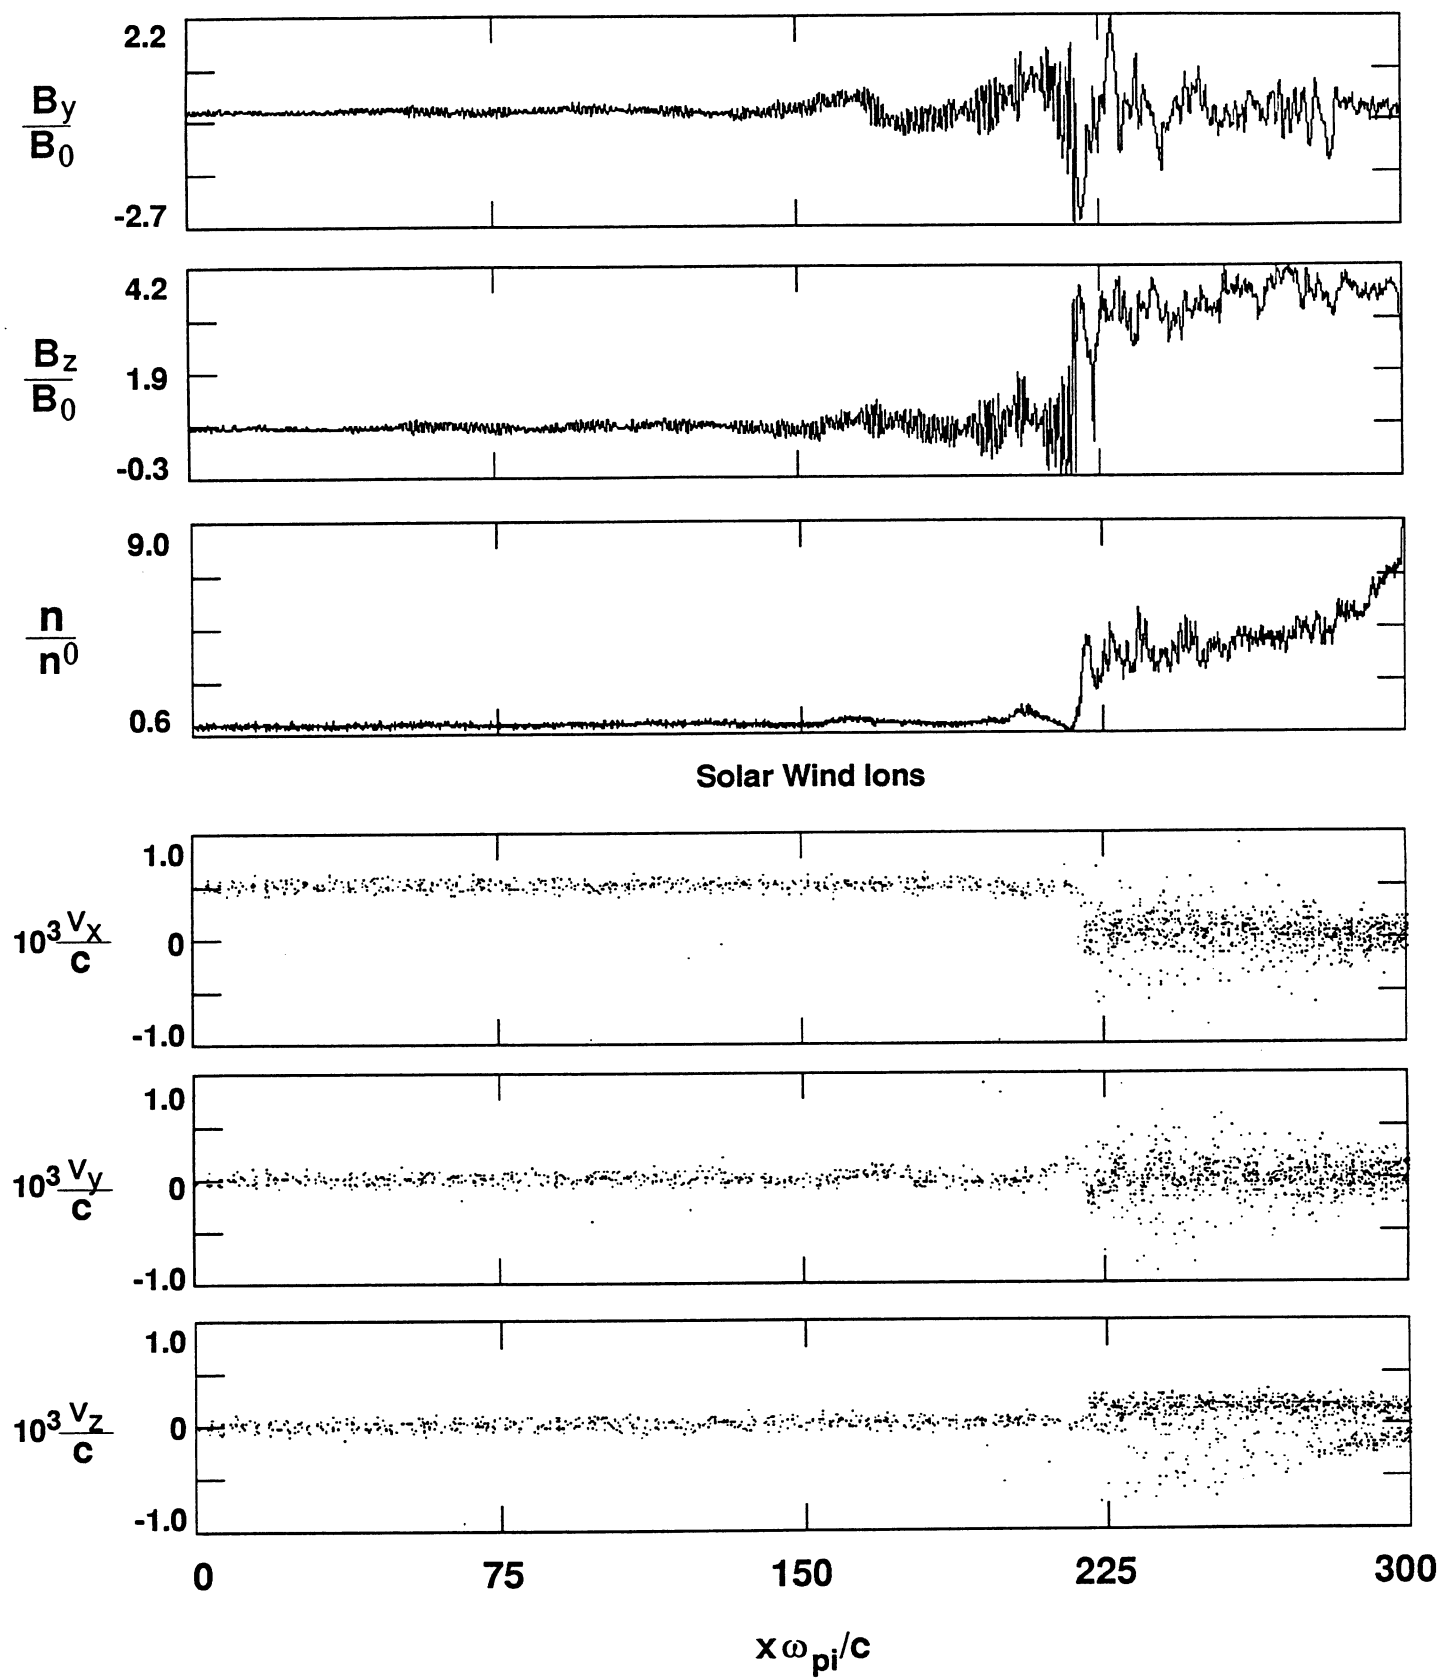 2.2
B_y
B_0
-2.7
4.2
B_z
B_0
1.9
-0.3
9.0
n
n^0
0.6
Solar Wind Ions
1.0
10^3 v_x
c
0
-1.0
1.0
10^3 v_y
c
0
-1.0
1.0
10^3 v_z
c
0
-1.0
0 75 150 225 300
x ω_pi/c